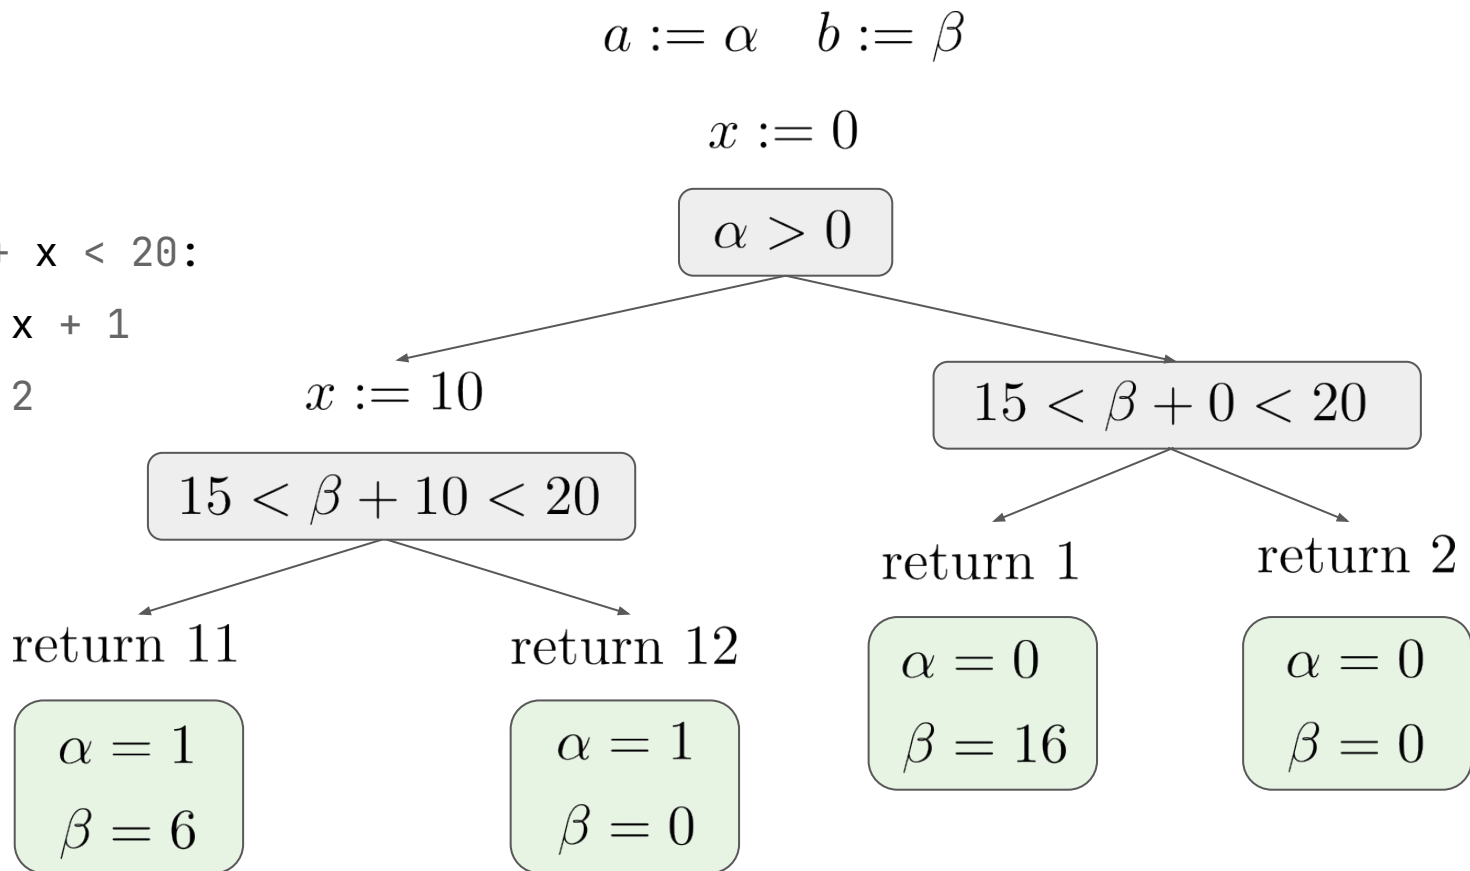 a := α b := β
x := 0
α > 0
+ x < 20:
x + 1
2
x := 10
15 < β + 0 < 20
15 < β + 10 < 20
return 1
return 2
return 11
return 12
α = 0
β = 16
α = 0
β = 0
α = 1
β = 6
α = 1
β = 0